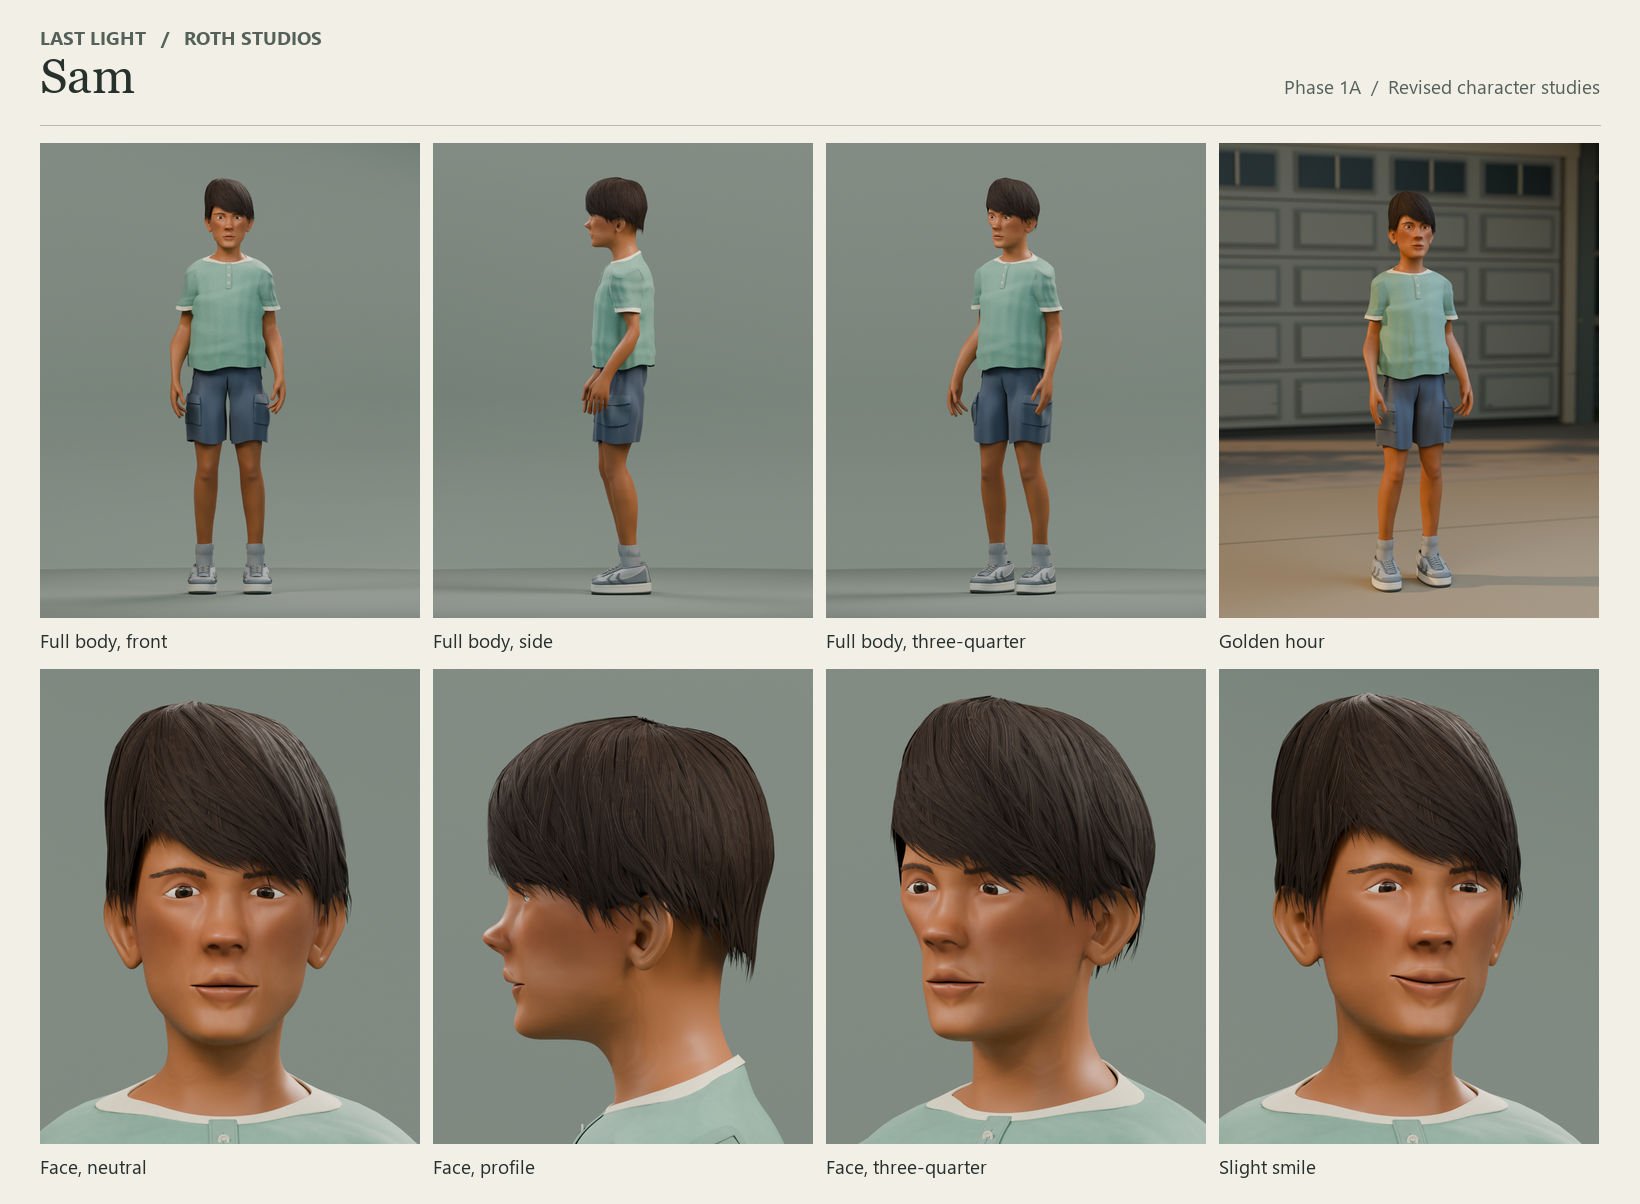 LAST LIGHT / ROTH STUDIOS
Sam
Phase 1A / Revised character studies
Full body, front
Full body, side
Full body, three-quarter
Golden hour
Face, neutral
Face, profile
Face, three-quarter
Slight smile